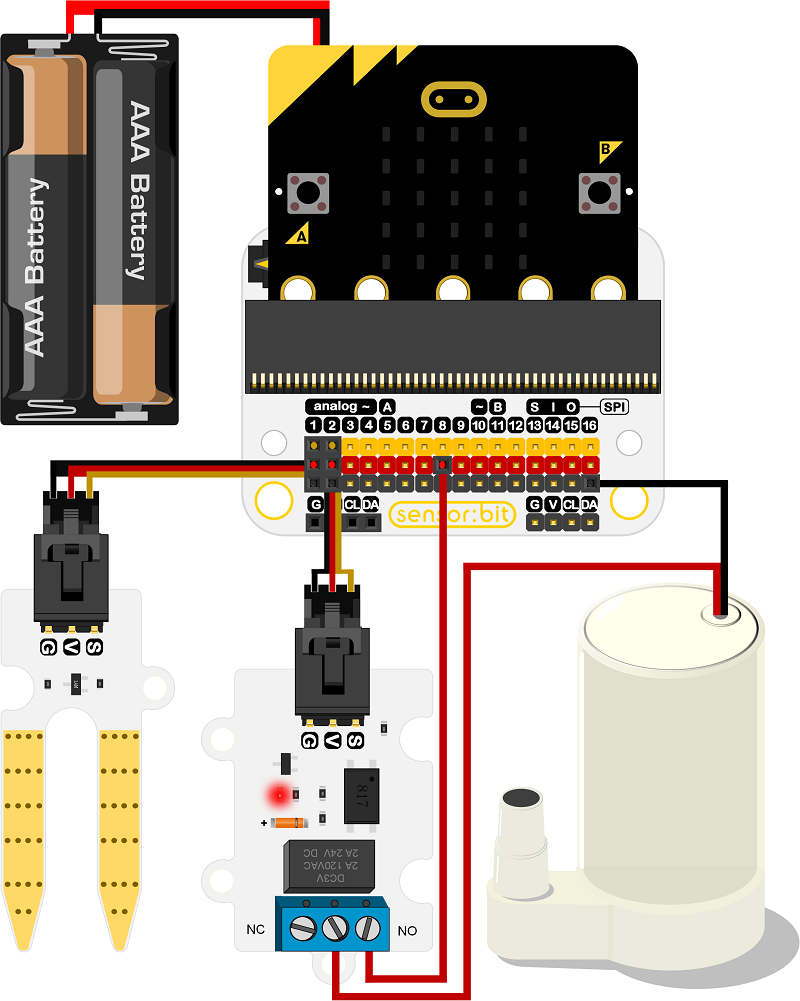 AAA Battery
AAA Battery
A
B
analog ~ A
~ B
S I O
SPI
1 2 3 4 5 6 7 8 9 10 11 12 13 14 15 16
G CL DA
sensor:bit
G V CL DA
G V S
G V S
817
+
DC3V
2A 120VAC
2A 24V DC
NC
NO